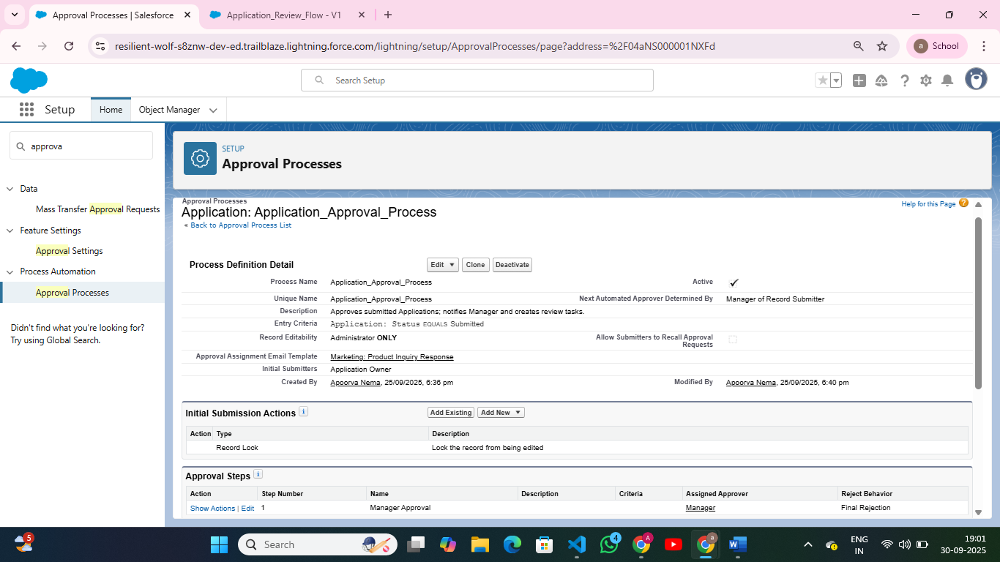 Approval Processes | Salesforce
Application_Review_Flow - V1
resilient-wolf-s8znw-dev-ed.trailblaze.lightning.force.com/lightning/setup/ApprovalProcesses/page?address=%2F04aNS000001NXFd
a School
Search Setup
Setup
Home
Object Manager
approva
Data
Mass Transfer Approval Requests
Feature Settings
Approval Settings
Process Automation
Approval Processes
Didn't find what you're looking for?
Try using Global Search.
SETUP
Approval Processes
Approval Processes
Application: Application_Approval_Process
« Back to Approval Process List
Help for this Page ?
Process Definition Detail
Edit Clone Deactivate
Process Name Application_Approval_Process Active
Unique Name Application_Approval_Process Next Automated Approver Determined By Manager of Record Submitter
Description Approves submitted Applications; notifies Manager and creates review tasks.
Entry Criteria Application: Status EQUALS Submitted
Record Editability Administrator ONLY Allow Submitters to Recall Approval
Requests
Approval Assignment Email Template Marketing: Product Inquiry Response
Initial Submitters Application Owner
Created By Apoorva Nema, 25/09/2025, 6:36 pm Modified By Apoorva Nema, 25/09/2025, 6:40 pm
Initial Submission Actions i Add Existing Add New
Action Type Description
Record Lock Lock the record from being edited
Approval Steps i
Action Step Number Name Description Criteria Assigned Approver Reject Behavior
Show Actions | Edit 1 Manager Approval Manager Final Rejection
5
Search
4
A
a
ENG
IN
19:01
30-09-2025